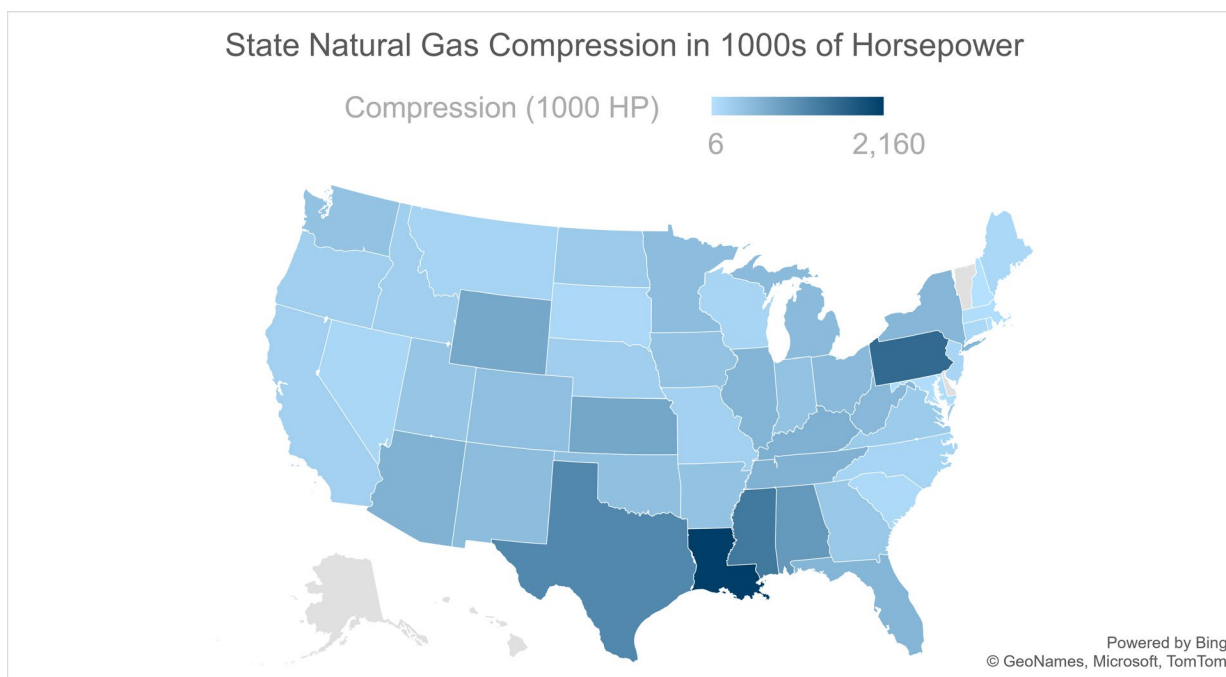 State Natural Gas Compression in 1000s of Horsepower
Compression (1000 HP)
6 2,160
Powered by Bing
© GeoNames, Microsoft, TomTom